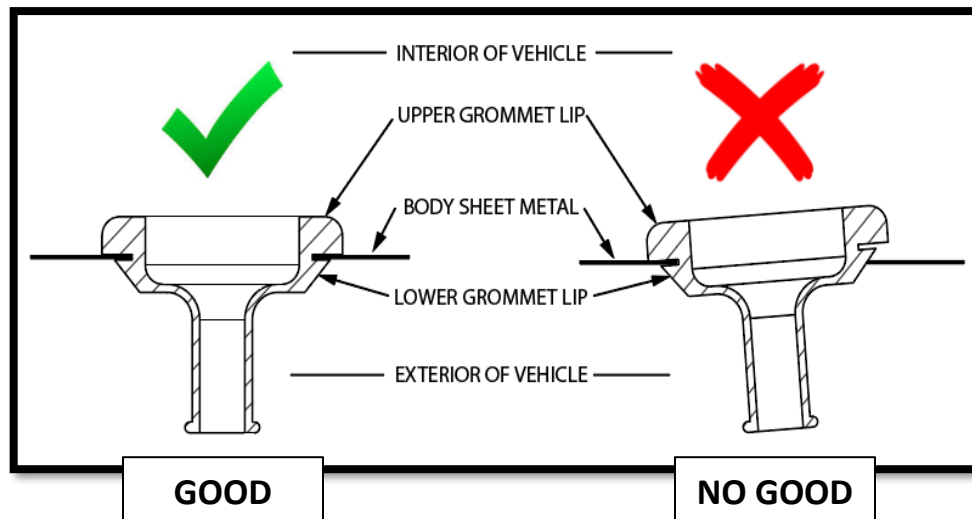 INTERIOR OF VEHICLE
UPPER GROMMET LIP
BODY SHEET METAL
LOWER GROMMET LIP
EXTERIOR OF VEHICLE
GOOD
NO GOOD